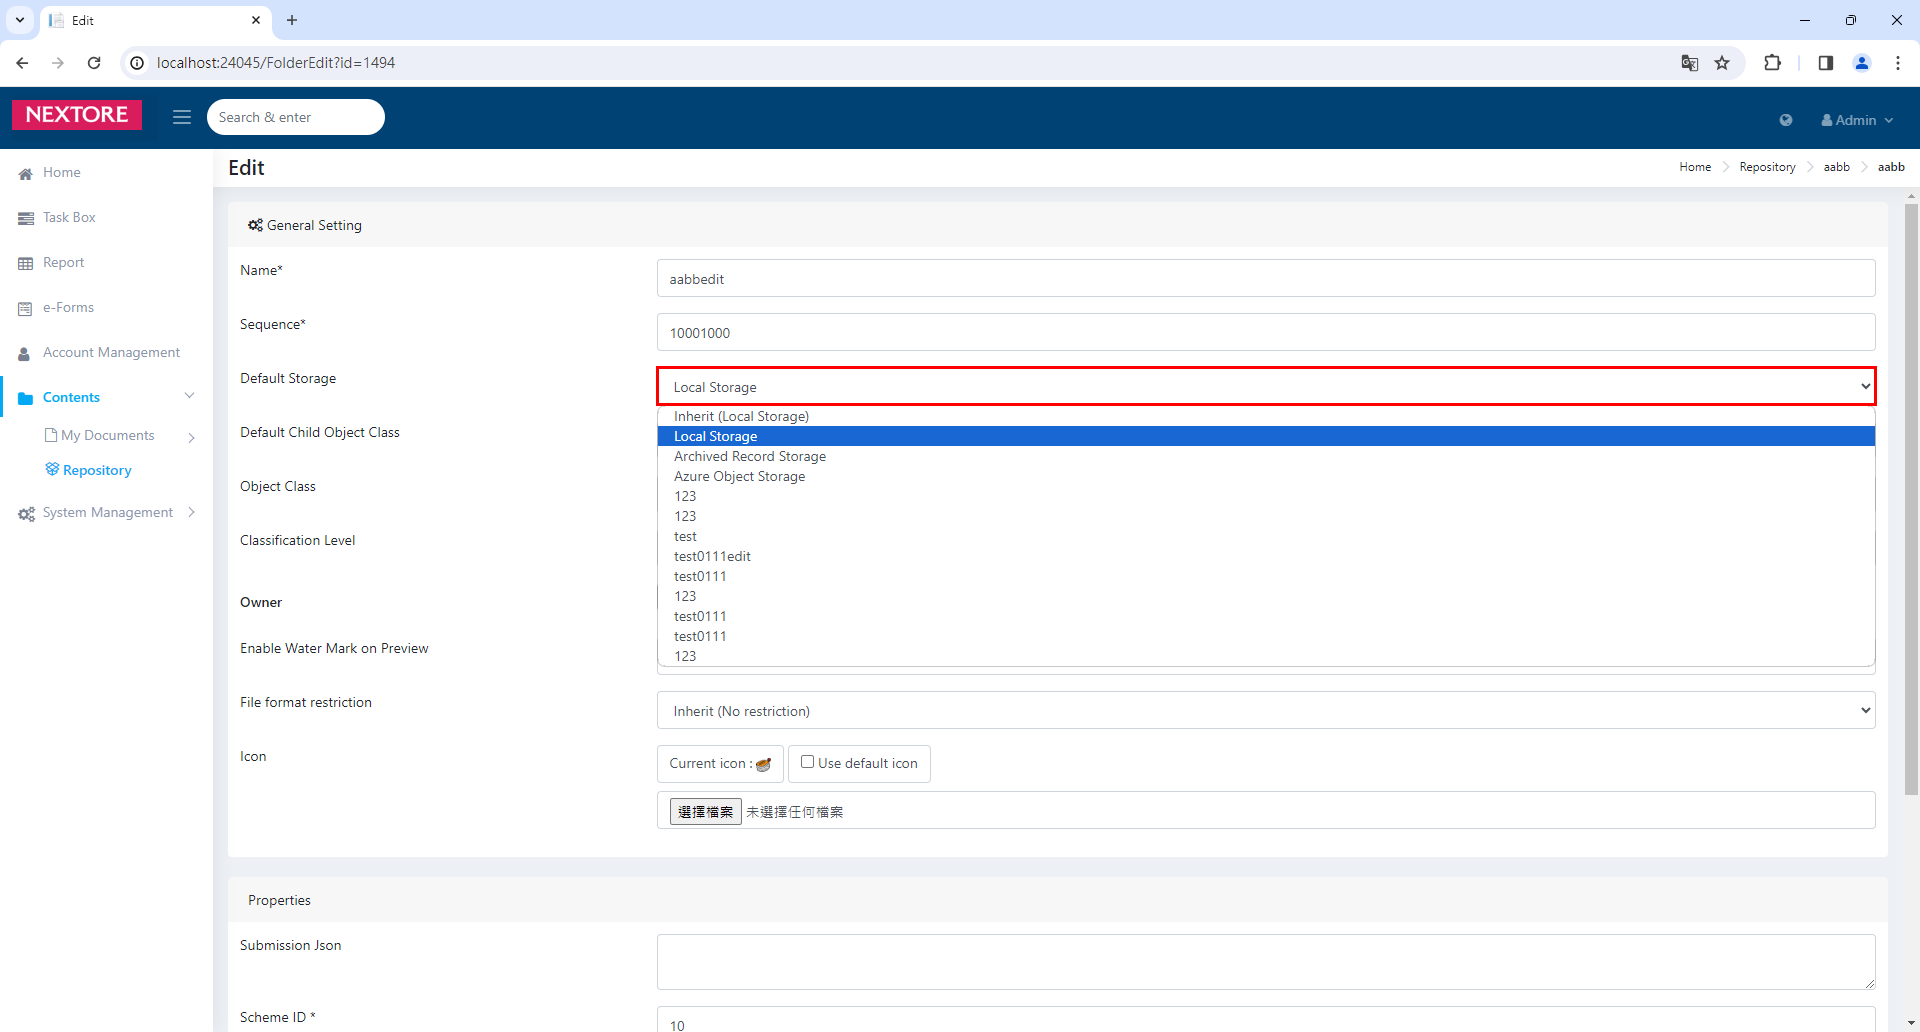 Edit
localhost:24045/FolderEdit?id=1494
NEXTORE
Search & enter
Admin
Home
Task Box
Report
e-Forms
Account Management
Contents
My Documents
Repository
System Management
Edit
Home Repository aabb aabb
General Setting
Name*
aabbedit
Sequence*
10001000
Default Storage
Local Storage
Inherit (Local Storage)
Local Storage
Archived Record Storage
Azure Object Storage
123
123
test
test0111edit
test0111
123
test0111
test0111
123
Default Child Object Class
Object Class
Classification Level
Owner
Enable Water Mark on Preview
File format restriction
Inherit (No restriction)
Icon
Current icon :
Use default icon
選擇檔案 未選擇任何檔案
Properties
Submission Json
Scheme ID *
10